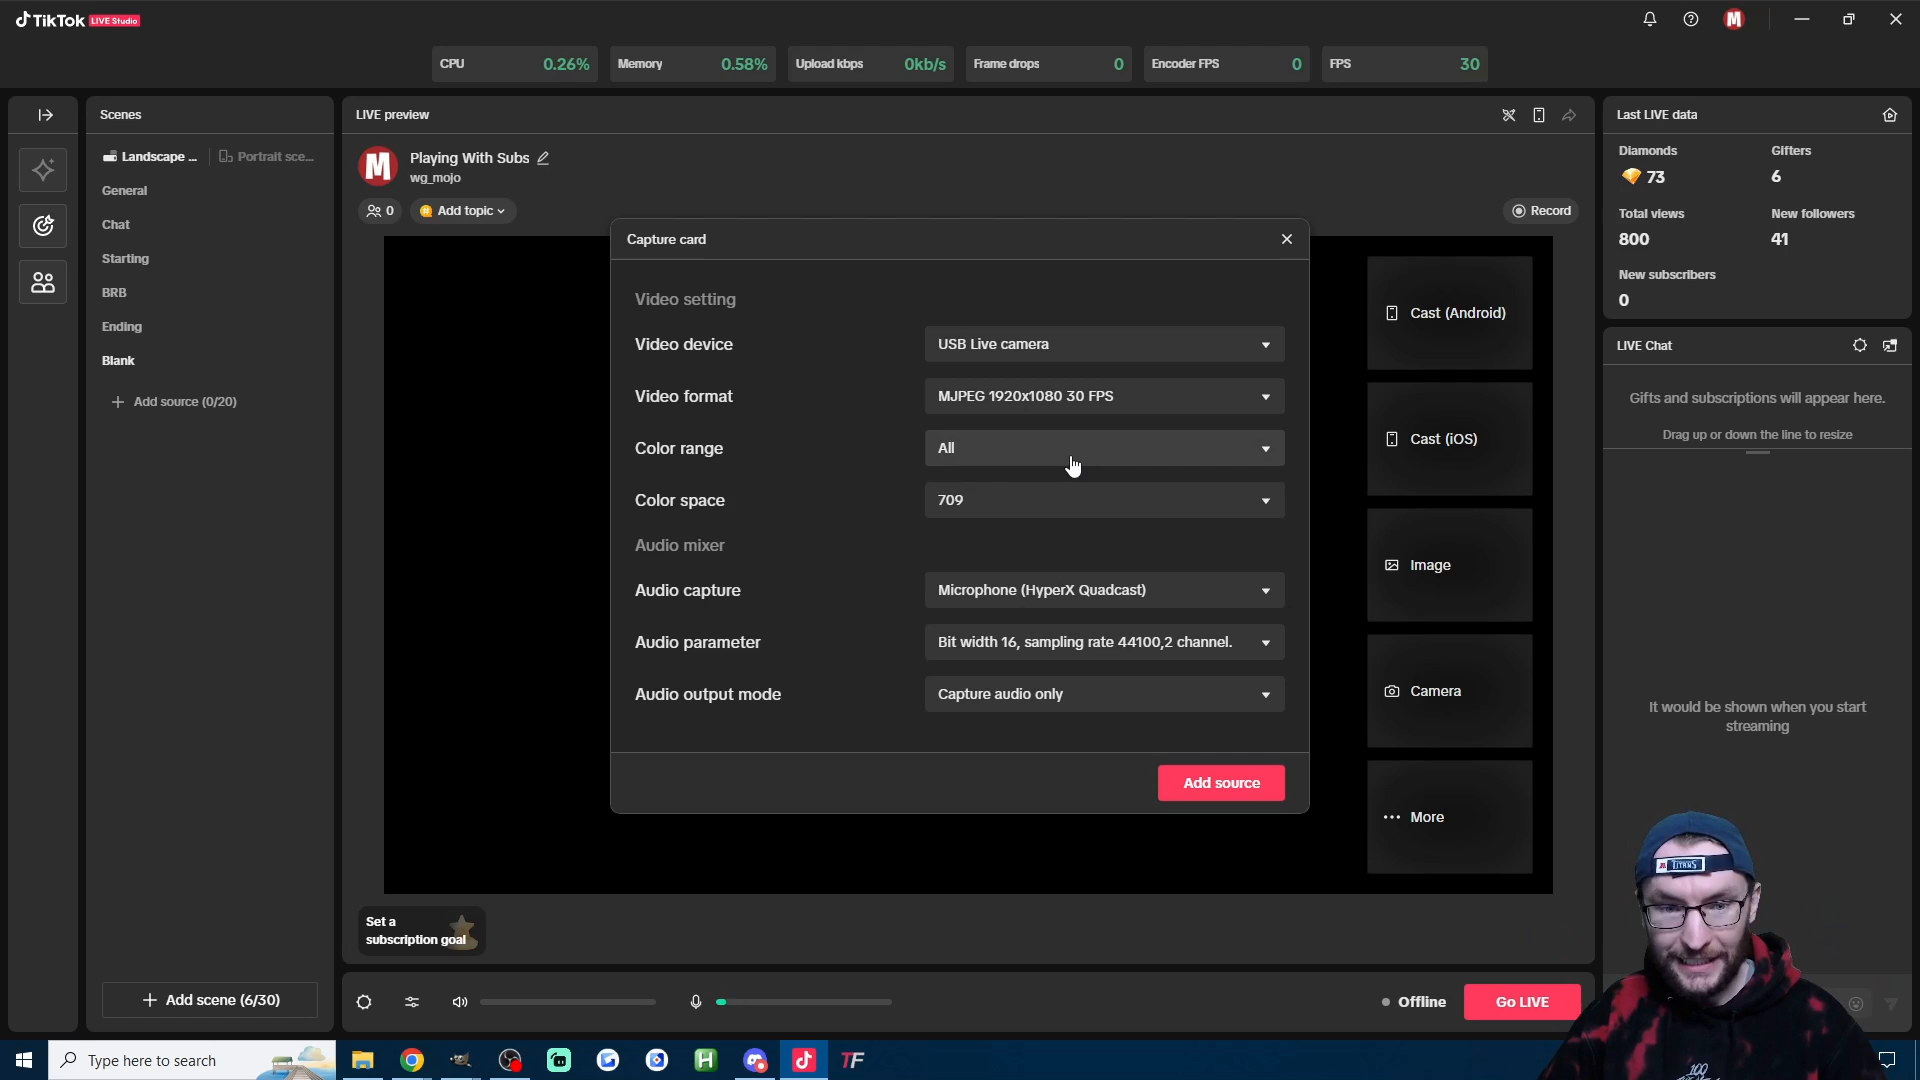 TikTok LIVE Studio
M
CPU 0.26%
Memory 0.58%
Upload kbps 0kb/s
Frame drops 0
Encoder FPS 0
FPS 30
Scenes
Landscape ...
Portrait sce...
General
Chat
Starting
BRB
Ending
Blank
Add source (0/20)
Add scene (6/30)
LIVE preview
M
Playing With Subs
wg_mojo
0
Add topic
Record
Capture card
Video setting
Video device USB Live camera
Video format MJPEG 1920x1080 30 FPS
Color range All
Color space 709
Audio mixer
Audio capture Microphone (HyperX Quadcast)
Audio parameter Bit width 16, sampling rate 44100,2 channel.
Audio output mode Capture audio only
Add source
Cast (Android)
Cast (iOS)
Image
Camera
More
Set a
subscription goal
Offline
Go LIVE
Last LIVE data
Diamonds Gifters
73 6
Total views New followers
800 41
New subscribers
0
LIVE Chat
Gifts and subscriptions will appear here.
Drag up or down the line to resize
It would be shown when you start
streaming
TITANS
100
Type here to search
H
TF